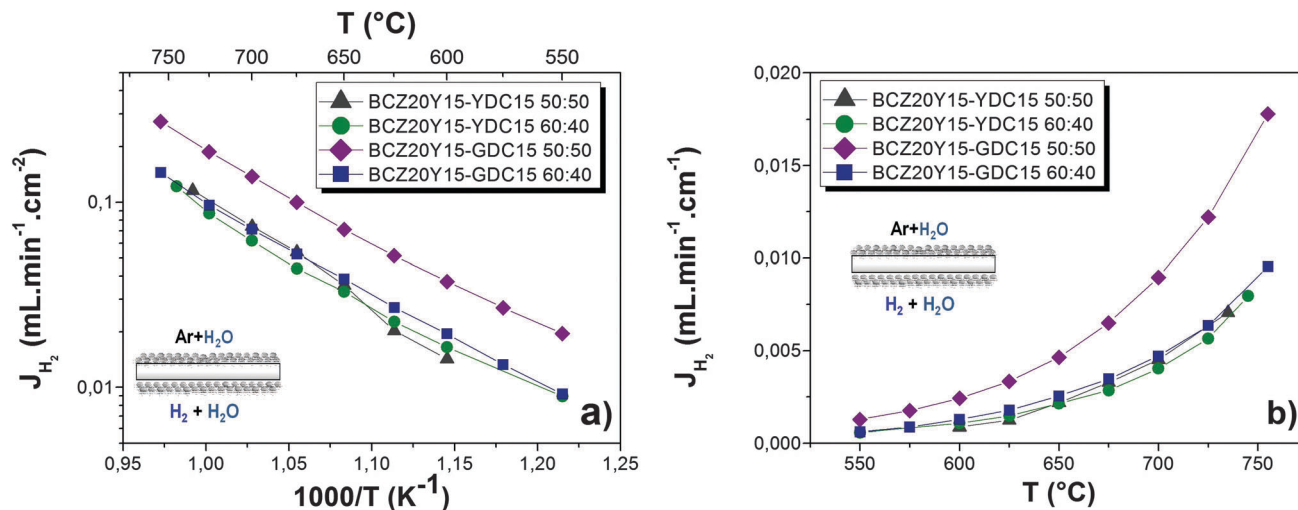 T (°C)
750 700 650 600 550
BCZ20Y15-YDC15 50:50
BCZ20Y15-YDC15 60:40
BCZ20Y15-GDC15 50:50
BCZ20Y15-GDC15 60:40
0.1
0.01
J_H₂ (mL.min⁻¹.cm⁻²)
Ar+H₂O
H₂ + H₂O
a)
0,95 1,00 1,05 1,10 1,15 1,20 1,25
1000/T (K⁻¹)
BCZ20Y15-YDC15 50:50
BCZ20Y15-YDC15 60:40
BCZ20Y15-GDC15 50:50
BCZ20Y15-GDC15 60:40
0,020
0,015
0,010
0,005
0,000
J_H₂ (mL.min⁻¹.cm⁻¹)
Ar+H₂O
H₂ + H₂O
b)
550 600 650 700 750
T (°C)